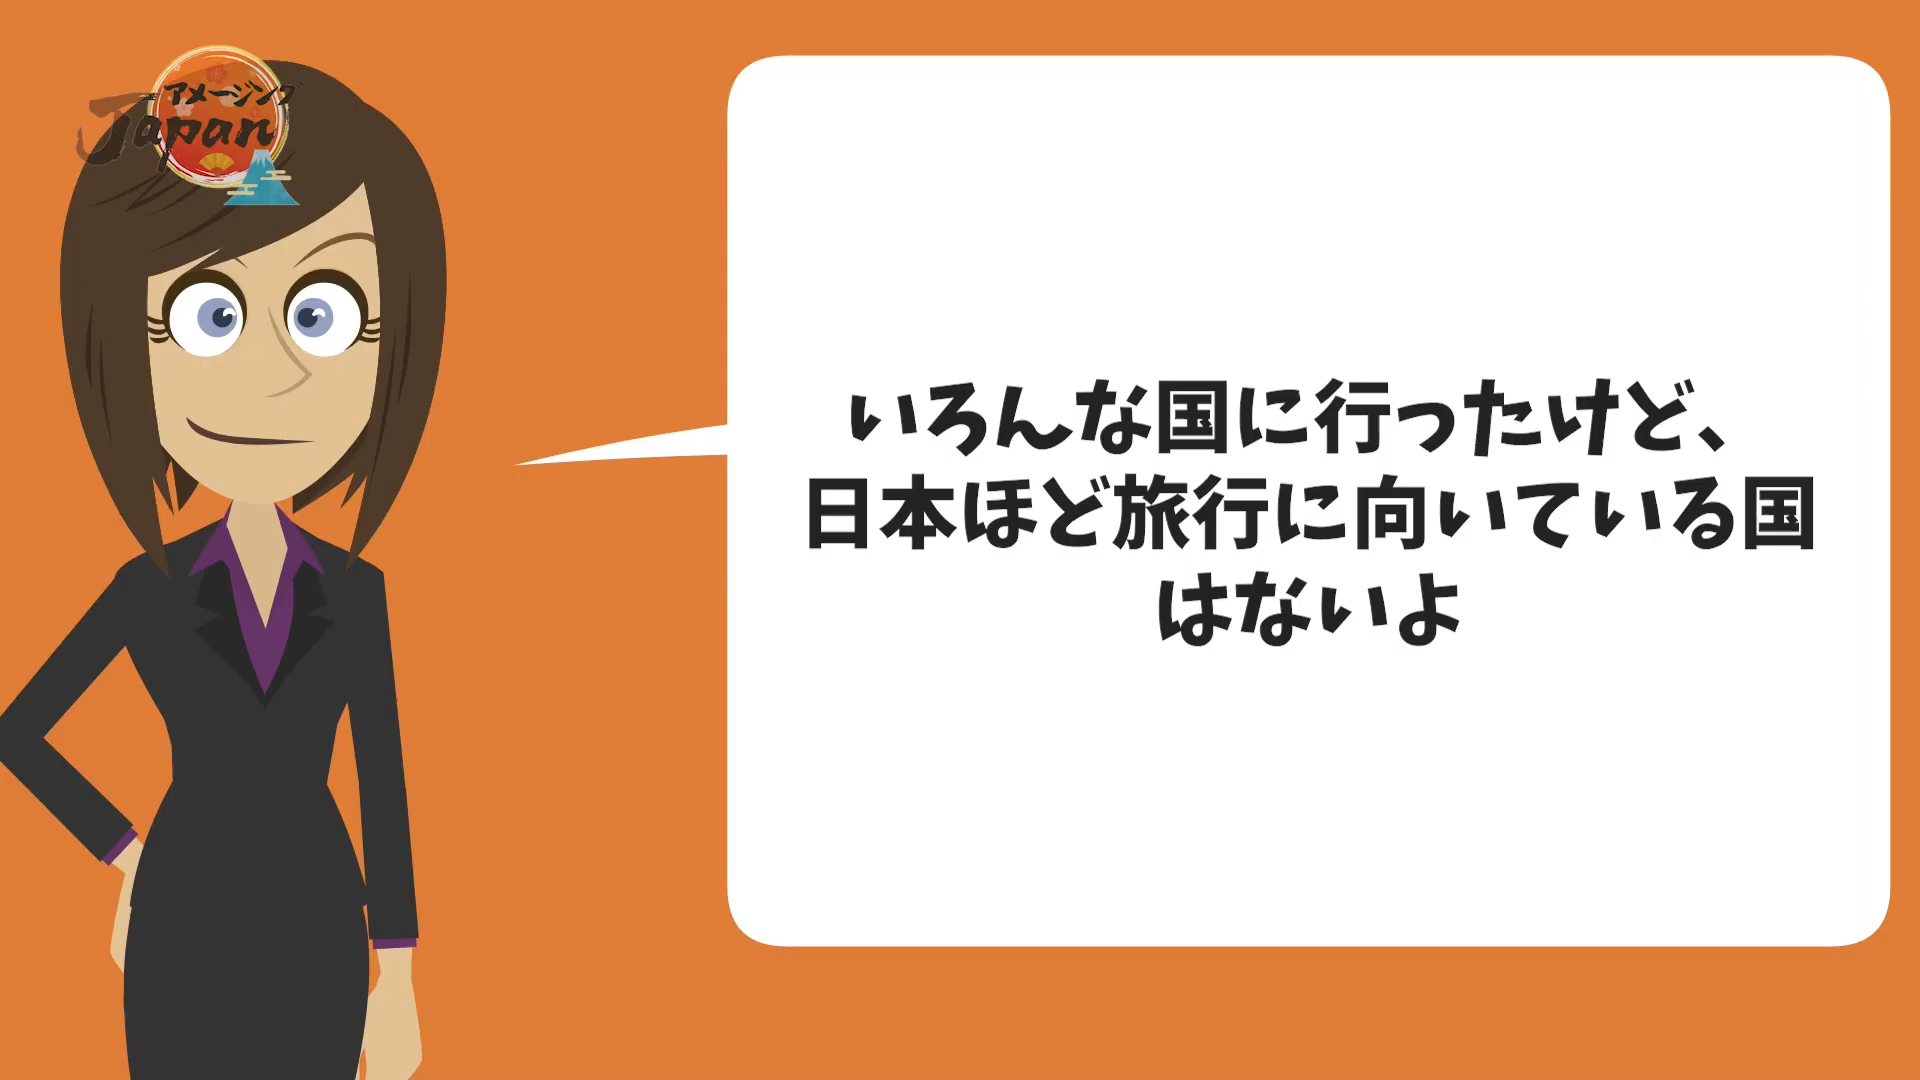 アメージング
Japan
いろんな国に行ったけど、
日本ほど旅行に向いている国
はないよ